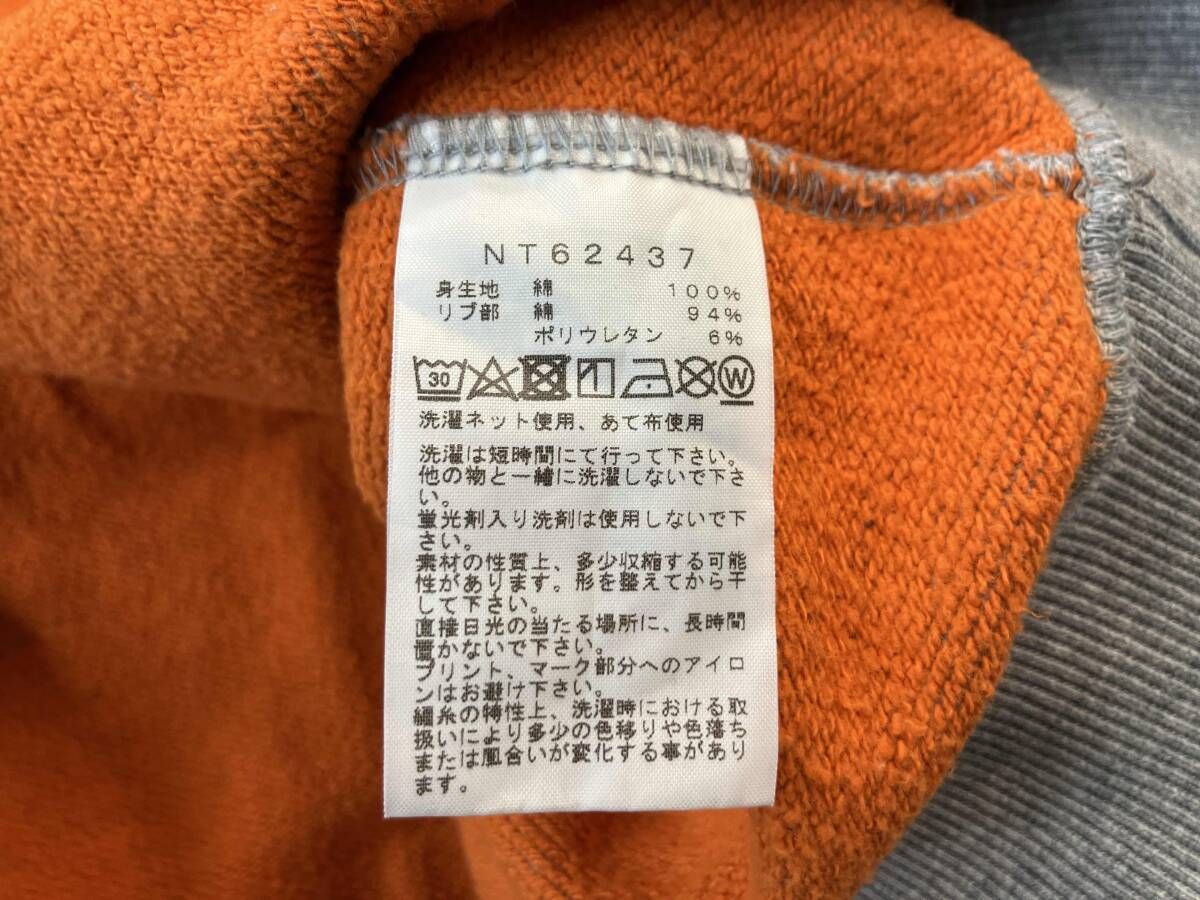 NT62437
身生地 綿 100%
リブ部 綿 94%
ポリウレタン 6%
30 W
洗濯ネット使用、あて布使用
洗濯は短時間にて行って下さい。
他の物と一緒に洗濯しないで下さ
い。
蛍光剤入り洗剤は使用しないで下
さい。
素材の性質上、多少収縮する可能
性があります。形を整えてから干
して下さい。
直接日光の当たる場所に、長時間
置かないで下さい。
プリント、マーク部分へのアイロ
ンはお避け下さい。
細糸の特性上、洗濯時における取
扱いにより多少の色移りや色落ち
または風合いが変化する事があり
ます。